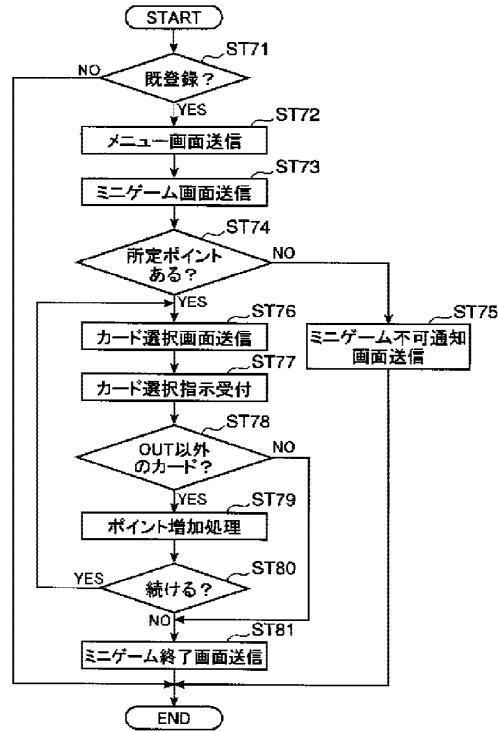 START
ST71
NO
既登録？
YES
ST72
メニュー画面送信
ST73
ミニゲーム画面送信
ST74
所定ポイント
ある？
NO
YES
ST76
カード選択画面送信
ST75
ミニゲーム不可通知
画面送信
ST77
カード選択指示受付
ST78
OUT以外
のカード？
NO
YES
ST79
ポイント増加処理
ST80
YES
続ける？
NO
ST81
ミニゲーム終了画面送信
END